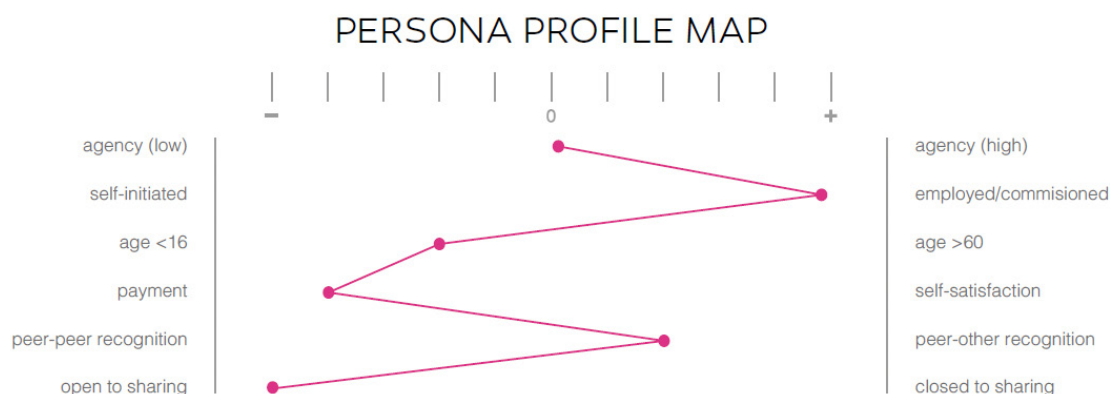 PERSONA PROFILE MAP
− 0 +
agency (low) agency (high)
self-initiated employed/commisioned
age <16 age >60
payment self-satisfaction
peer-peer recognition peer-other recognition
open to sharing closed to sharing